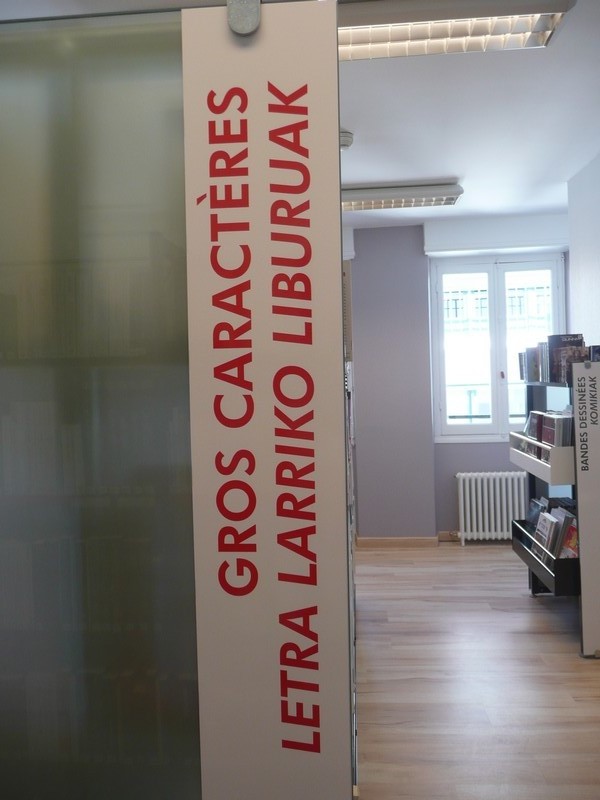 GROS CARACTÈRES
LETRA LARRIKO LIBURUAK
BANDES DESSINÉES
KOMIKIAK